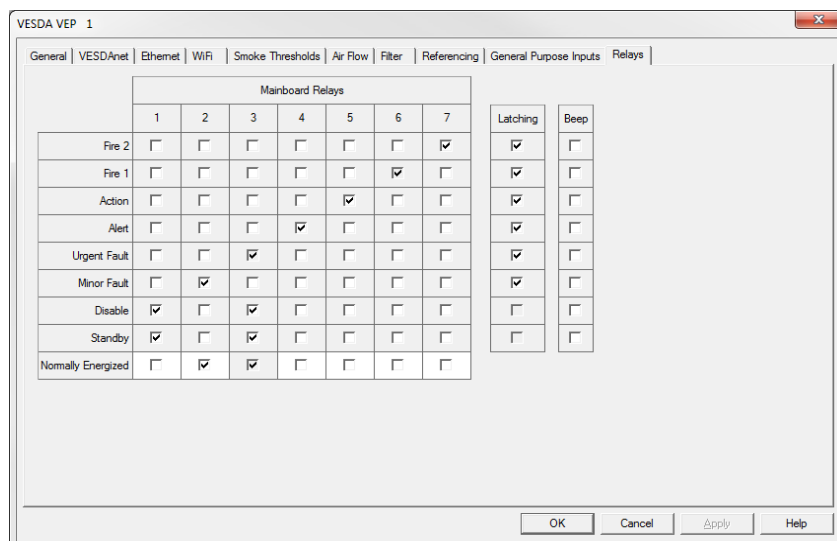 VESDA VEP 1
General VESDAnet Ethernet WiFi Smoke Thresholds Air Flow Filter Referencing General Purpose Inputs Relays
Mainboard Relays
1 2 3 4 5 6 7 Latching Beep
Fire 2
Fire 1
Action
Alert
Urgent Fault
Minor Fault
Disable
Standby
Normally Energized
OK Cancel Apply Help